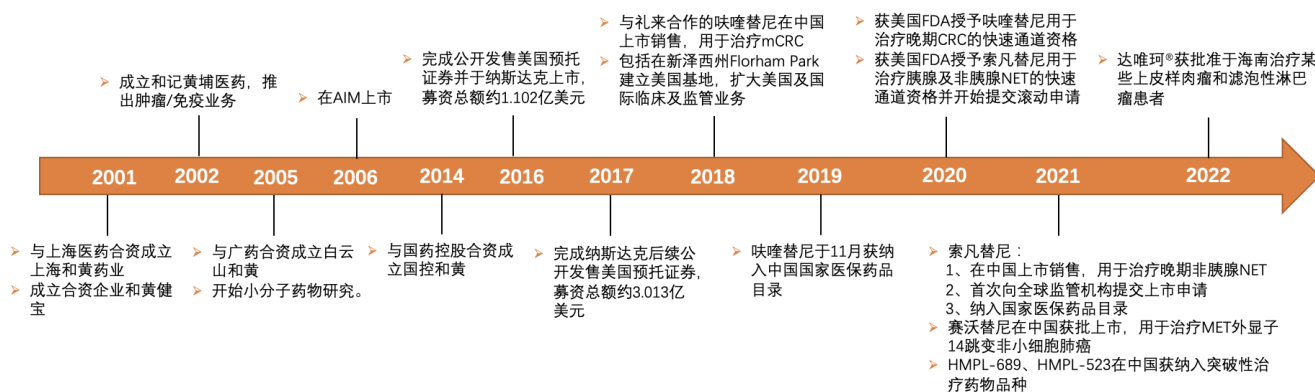 成立和记黄埔医药，推
出肿瘤/免疫业务
在AIM上市
完成公开发售美国预托
证券并于纳斯达克上市，
募资总额约1.102亿美元
与礼来合作的呋喹替尼在中国
上市销售，用于治疗mCRC
包括在新泽西州Florham Park
建立美国基地，扩大美国及国
际临床及监管业务
获美国FDA授予呋喹替尼用于
治疗晚期CRC的快速通道资格
获美国FDA授予索凡替尼用于
治疗胰腺及非胰腺NET的快速
通道资格并开始提交滚动申请
达唯珂®获批准于海南治疗某
些上皮样肉瘤和滤泡性淋巴
瘤患者
2001 2002 2005 2006 2014 2016 2017 2018 2019 2020 2021 2022
与上海医药合资成立
上海和黄药业
成立合资企业和黄健
宝
与广药合资成立白云
山和黄
开始小分子药物研究。
与国药控股合资成
立国控和黄
完成纳斯达克后续公
开发售美国预托证券，
募资总额约3.013亿
美元
呋喹替尼于11月获纳
入中国国家医保药品
目录
索凡替尼：
1、在中国上市销售，用于治疗晚期非胰腺NET
2、首次向全球监管机构提交上市申请
3、纳入国家医保药品目录
赛沃替尼在中国获批上市，用于治疗MET外显子
14跳变非小细胞肺癌
HMPL-689、HMPL-523在中国获纳入突破性治
疗药物品种